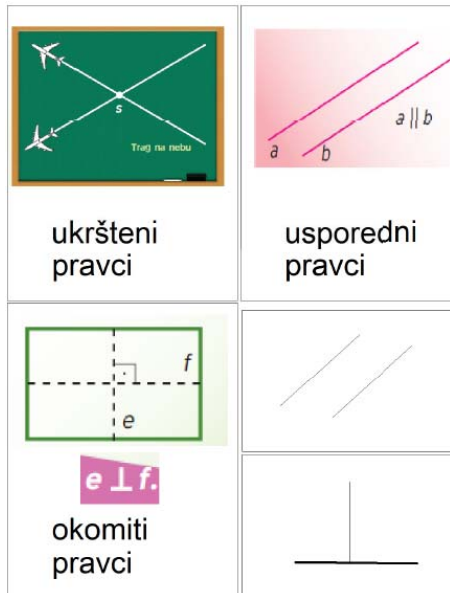 s
Trag na nebu
ukršteni
pravci
a
b
a || b
usporedni
pravci
f
e
e ⊥ f.
okomiti
pravci